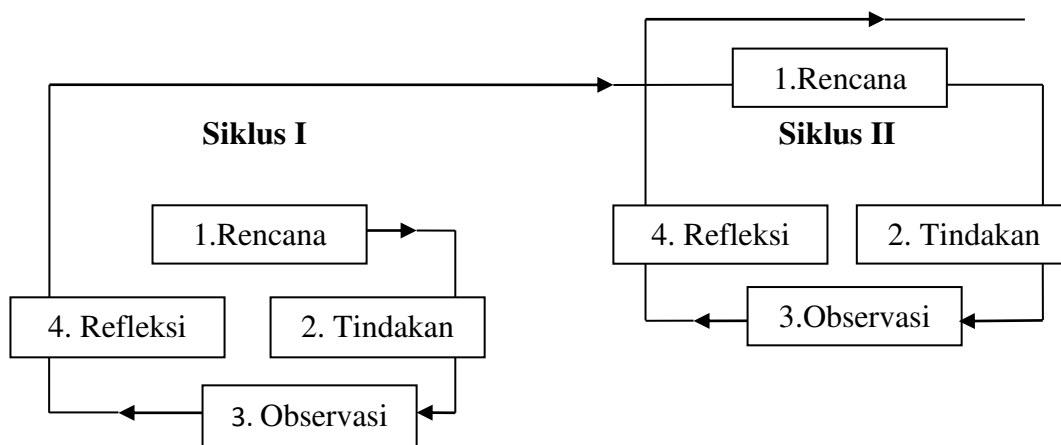 Siklus I
1.Rencana
2. Tindakan
3. Observasi
4. Refleksi
Siklus II
1.Rencana
2. Tindakan
3.Observasi
4. Refleksi